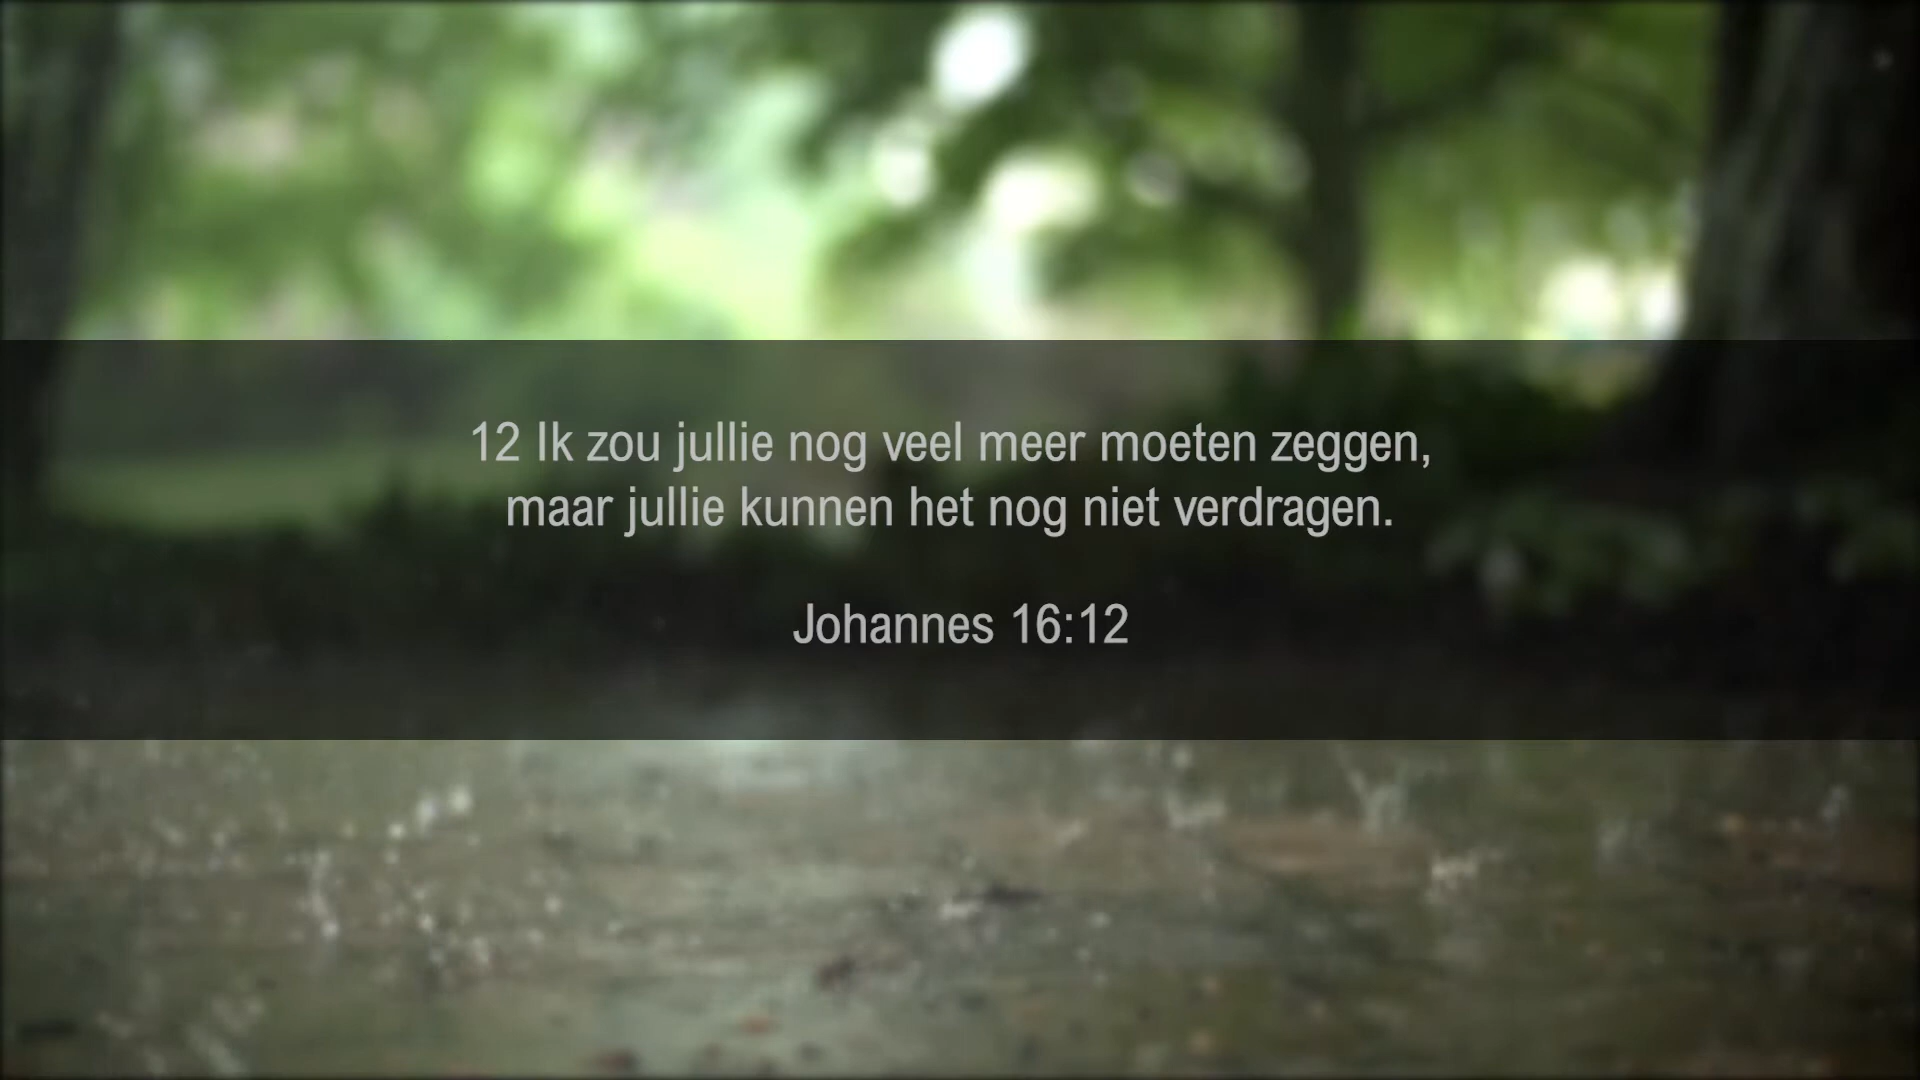 12 Ik zou jullie nog veel meer moeten zeggen,
maar jullie kunnen het nog niet verdragen.
Johannes 16:12